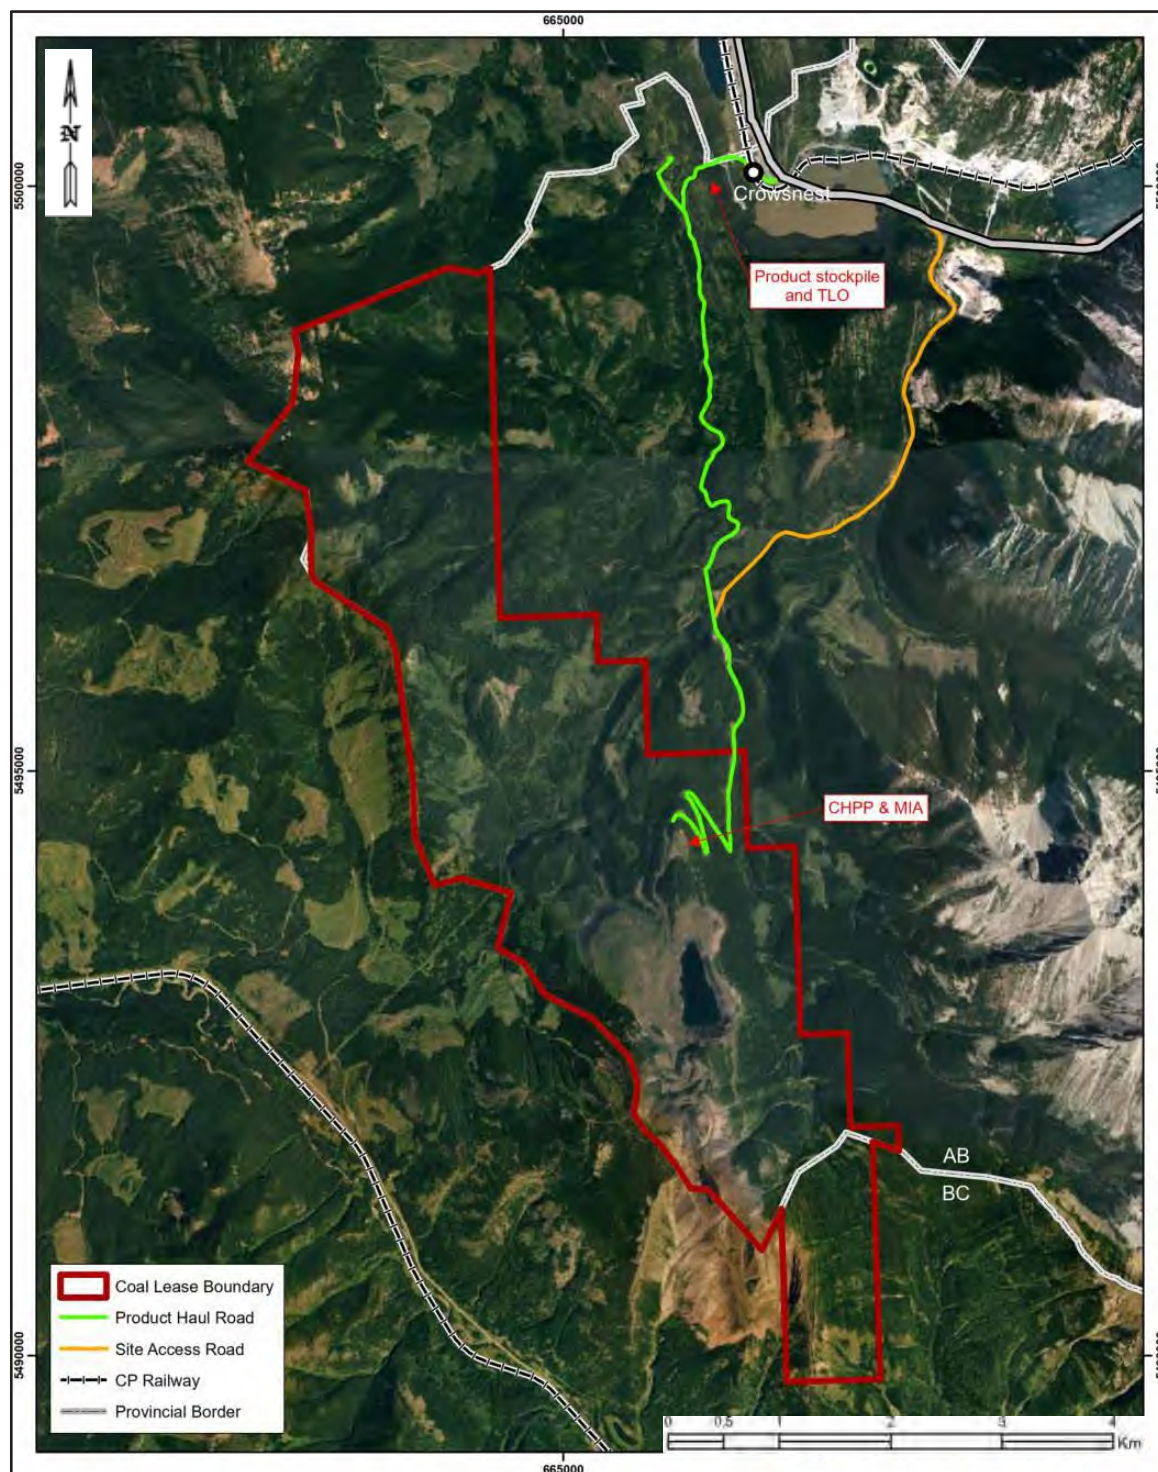 665000
N
5500000
Crowsnest
Product stockpile
and TLO
5495000
CHPP & MIA
AB
BC
Coal Lease Boundary
Product Haul Road
Site Access Road
CP Railway
Provincial Border
5490000
0 0.5 1 2 3 4
Km
665000